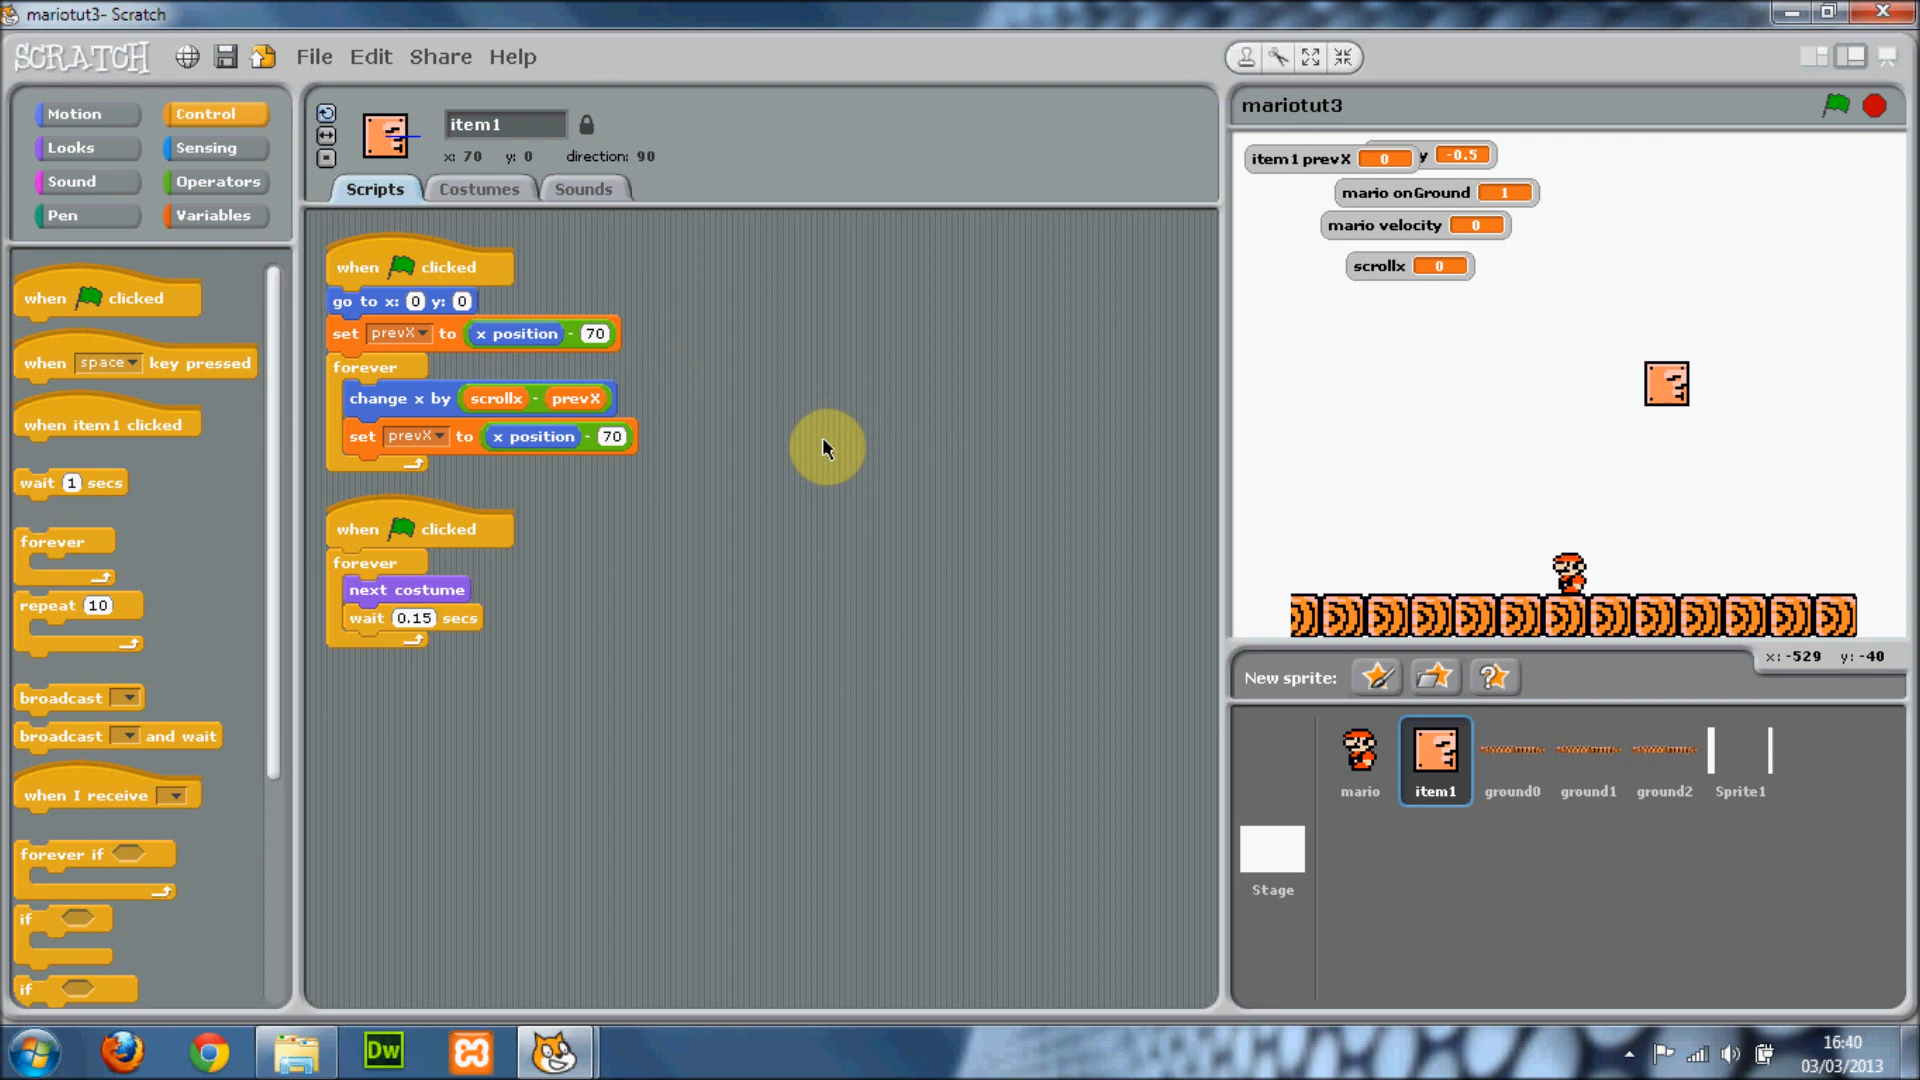 mariotut3- Scratch
SCRATCH File Edit Share Help
Motion Control
Looks Sensing
Sound Operators
Pen Variables
when clicked
when space key pressed
when item1 clicked
wait 1 secs
forever
repeat 10
broadcast
broadcast and wait
when I receive
forever if
if
if
item1
x: 70 y: 0 direction: 90
Scripts Costumes Sounds
when clicked
go to x: 0 y: 0
set prevX to x position - 70
forever
change x by scrollx - prevX
set prevX to x position - 70
when clicked
forever
next costume
wait 0.15 secs
mariotut3
item1 prevX 0 y -0.5
mario onGround 1
mario velocity 0
scrollx 0
x: -529 y: -40
New sprite:
mario item1 ground0 ground1 ground2 Sprite1
Stage
Dw
16:40
03/03/2013